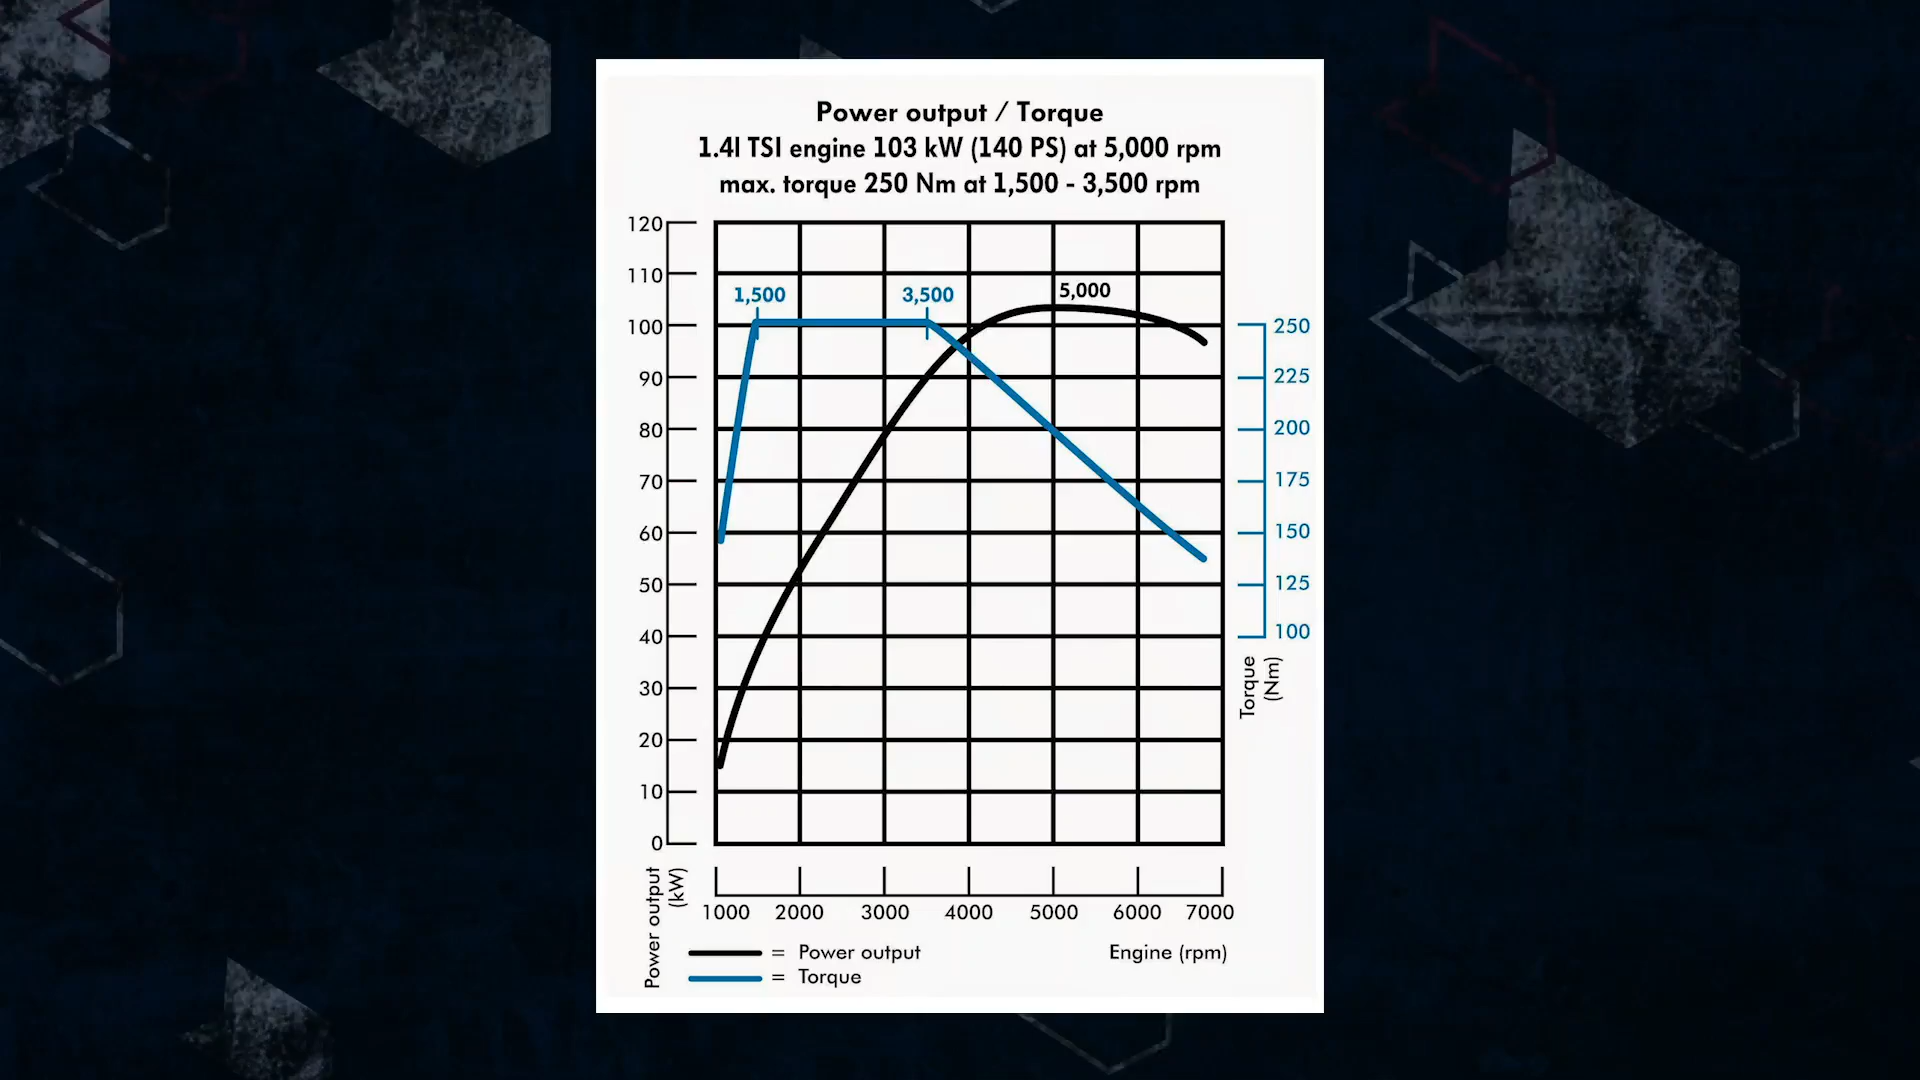 Power output / Torque
1.4l TSI engine 103 kW (140 PS) at 5,000 rpm
max. torque 250 Nm at 1,500 - 3,500 rpm
120
110
100
90
80
70
60
50
40
30
20
10
0
Power output
(kW)
1,500
3,500
5,000
250
225
200
175
150
125
100
Torque
(Nm)
1000 2000 3000 4000 5000 6000 7000
= Power output
Engine (rpm)
= Torque